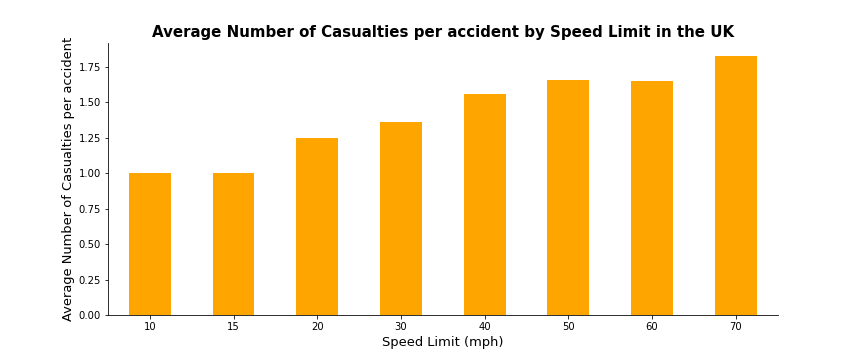 Average Number of Casualties per accident by Speed Limit in the UK
Average Number of Casualties per accident
1.75
1.50
1.25
1.00
0.75
0.50
0.25
0.00
10 15 20 30 40 50 60 70
Speed Limit (mph)